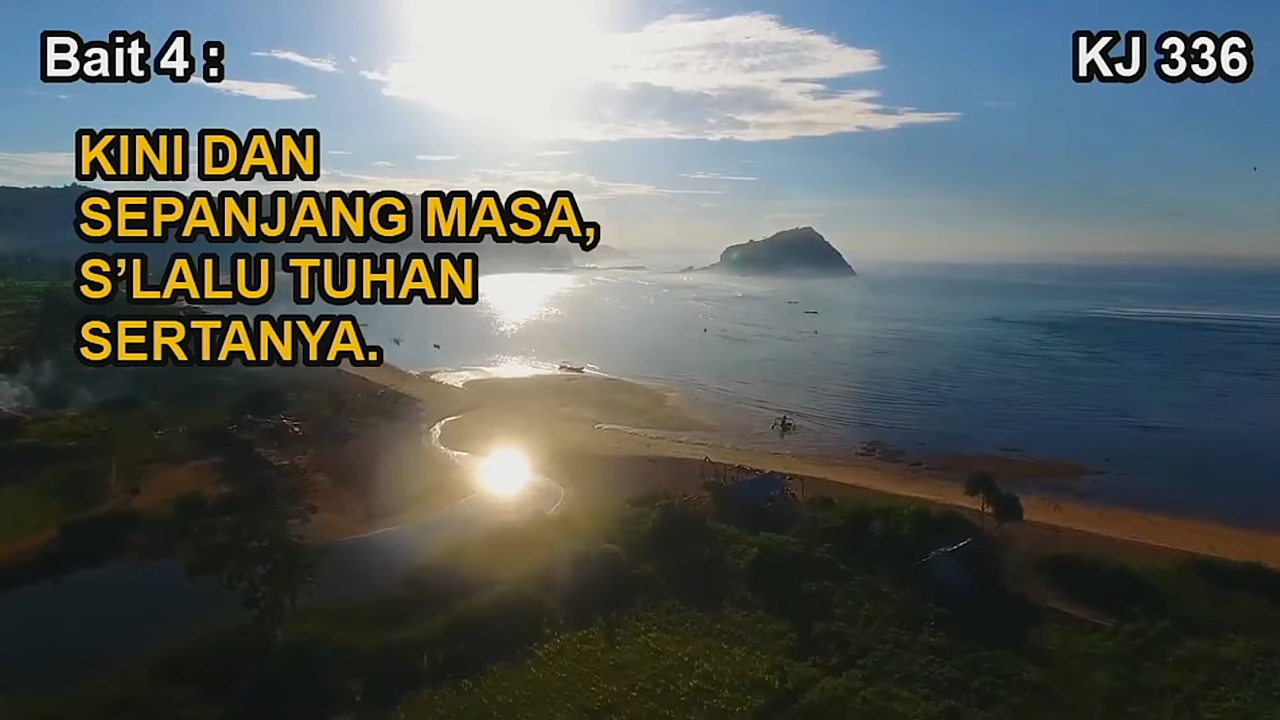 Bait 4 :
KJ 336
KINI DAN
SEPANJANG MASA,
S’LALU TUHAN
SERTANYA.